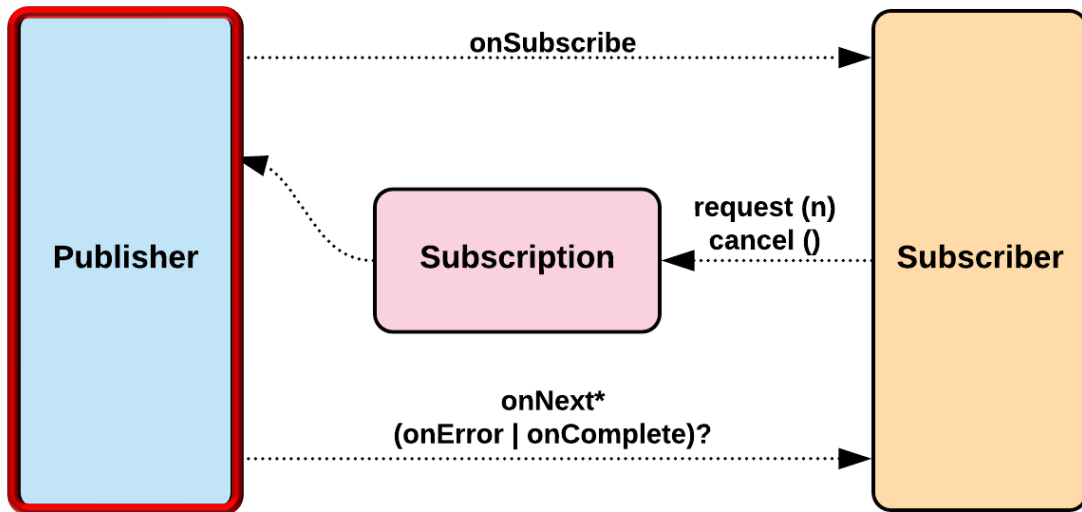 onSubscribe
Publisher
Subscription
request (n)
cancel ()
Subscriber
onNext*
(onError | onComplete)?